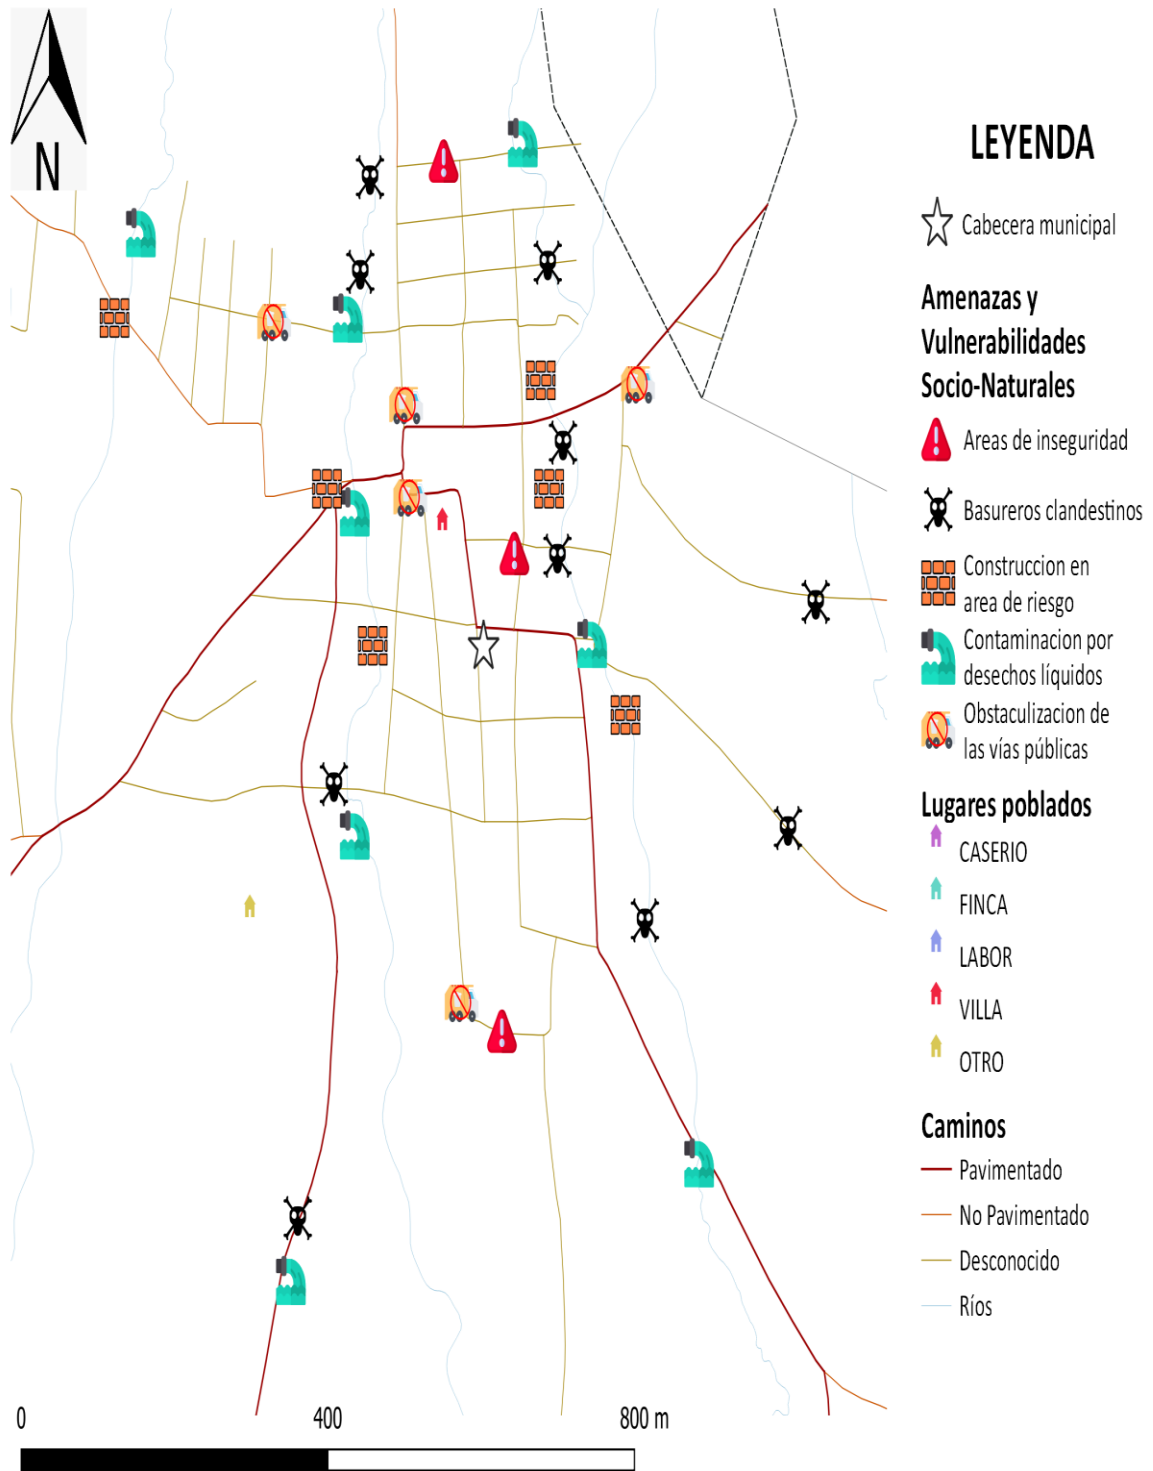 N
LEYENDA
Cabecera municipal
Amenazas y
Vulnerabilidades
Socio-Naturales
Areas de inseguridad
Basureros clandestinos
Construccion en
area de riesgo
Contaminacion por
desechos líquidos
Obstaculizacion de
las vías públicas
Lugares poblados
CASERIO
FINCA
LABOR
VILLA
OTRO
Caminos
Pavimentado
No Pavimentado
Desconocido
Ríos
0 400 800 m